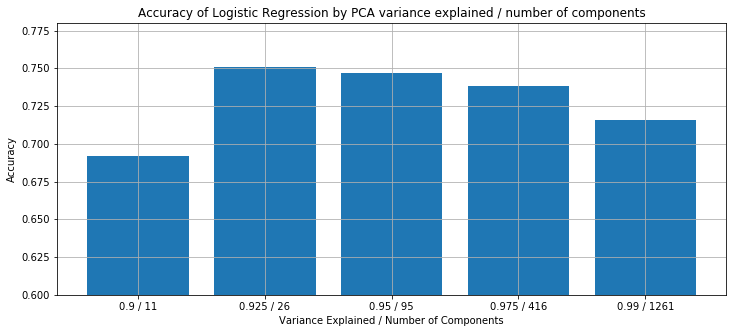 Accuracy of Logistic Regression by PCA variance explained / number of components
0.775
0.750
0.725
0.700
0.675
0.650
0.625
0.600
Accuracy
0.9 / 11
0.925 / 26
0.95 / 95
0.975 / 416
0.99 / 1261
Variance Explained / Number of Components